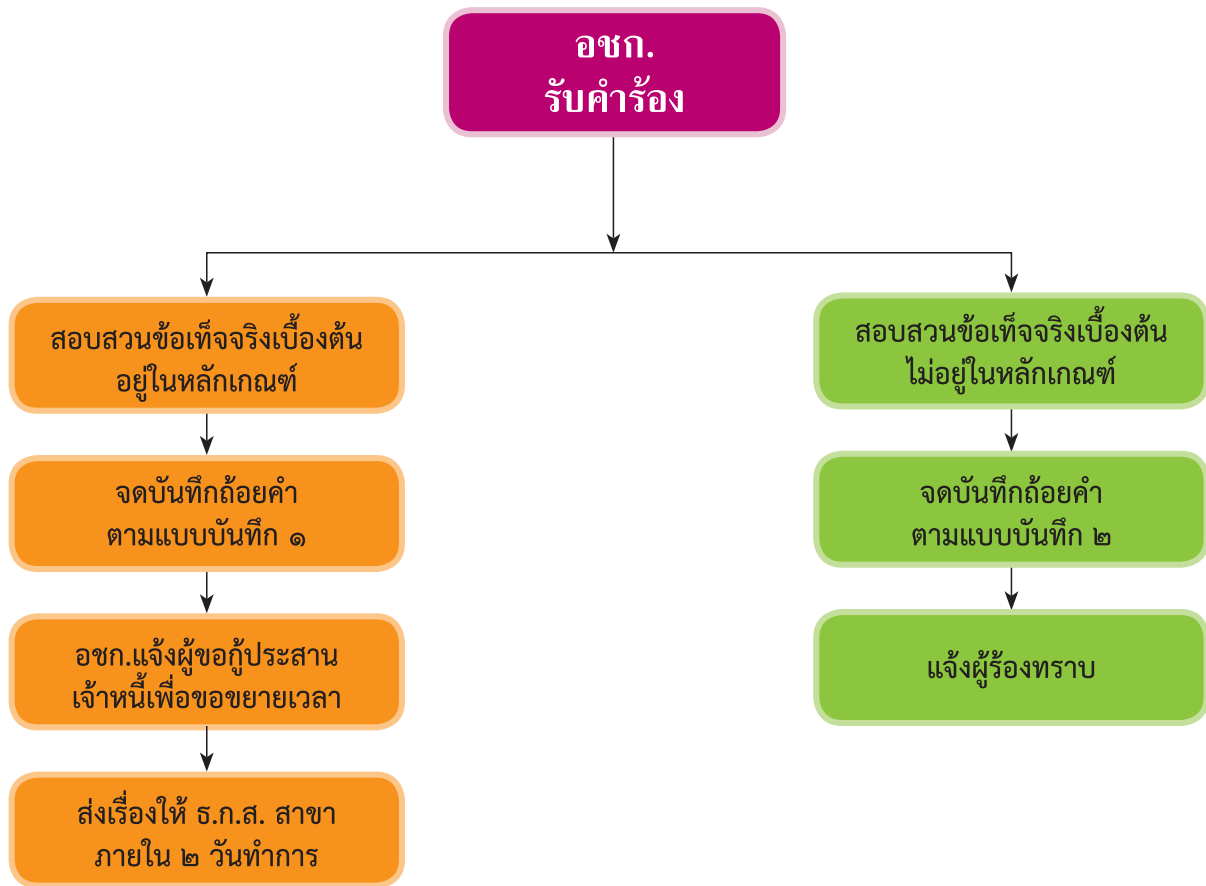 อชก.
รับคำร้อง
สอบสวนข้อเท็จจริงเบื้องต้น
อยู่ในหลักเกณฑ์
จดบันทึกถ้อยคำ
ตามแบบบันทึก ๑
อชก.แจ้งผู้ขอกู้ประสาน
เจ้าหนี้เพื่อขอขยายเวลา
ส่งเรื่องให้ ธ.ก.ส. สาขา
ภายใน ๒ วันทำการ
สอบสวนข้อเท็จจริงเบื้องต้น
ไม่อยู่ในหลักเกณฑ์
จดบันทึกถ้อยคำ
ตามแบบบันทึก ๒
แจ้งผู้ร้องทราบ